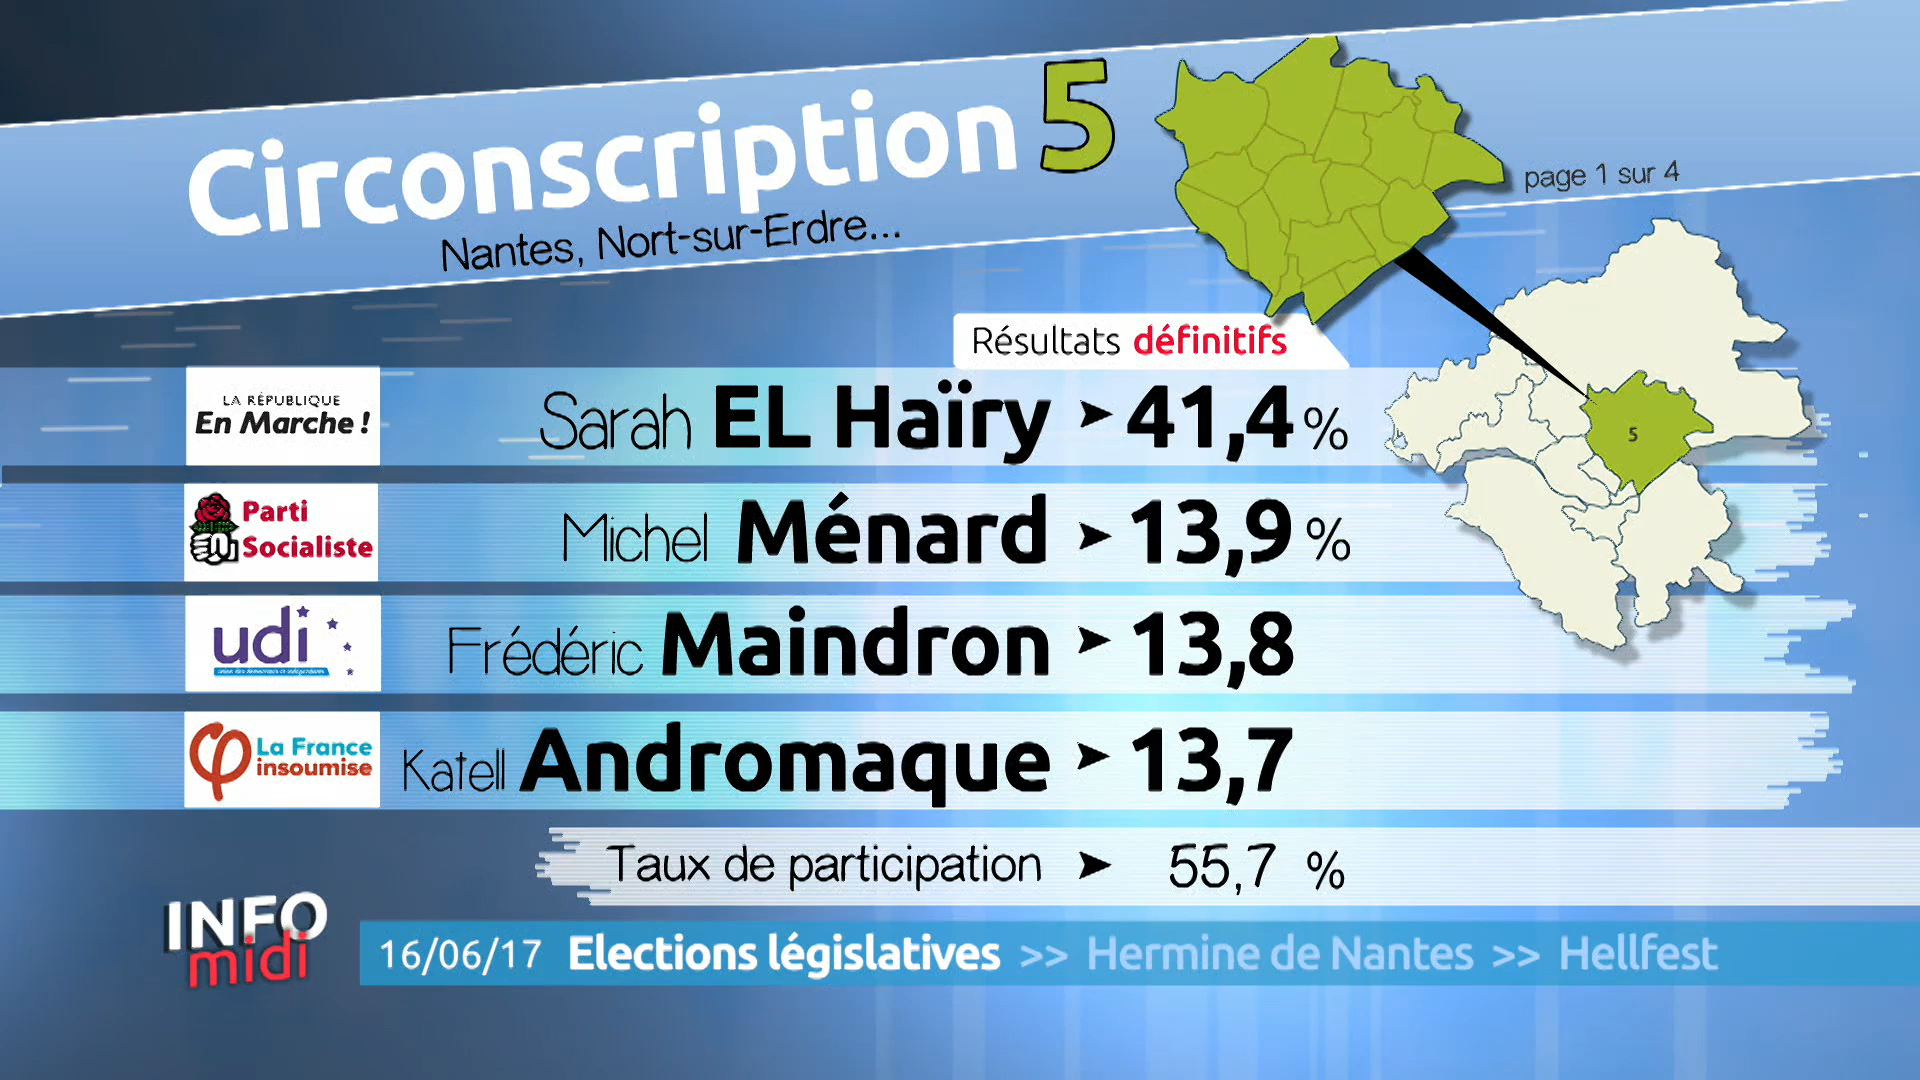 Circonscription 5
Nantes, Nort-sur-Erdre...
page 1 sur 4
Résultats définitifs
LA RÉPUBLIQUE
En Marche !
Sarah EL Haïry ➤ 41,4 %
5
Parti
Socialiste
Michel Ménard ➤ 13,9 %
udi
Frédéric Maindron ➤ 13,8
La France
insoumise
Katell Andromaque ➤ 13,7
Taux de participation ➤ 55,7 %
INFO
midi
16/06/17 Elections législatives >> Hermine de Nantes >> Hellfest